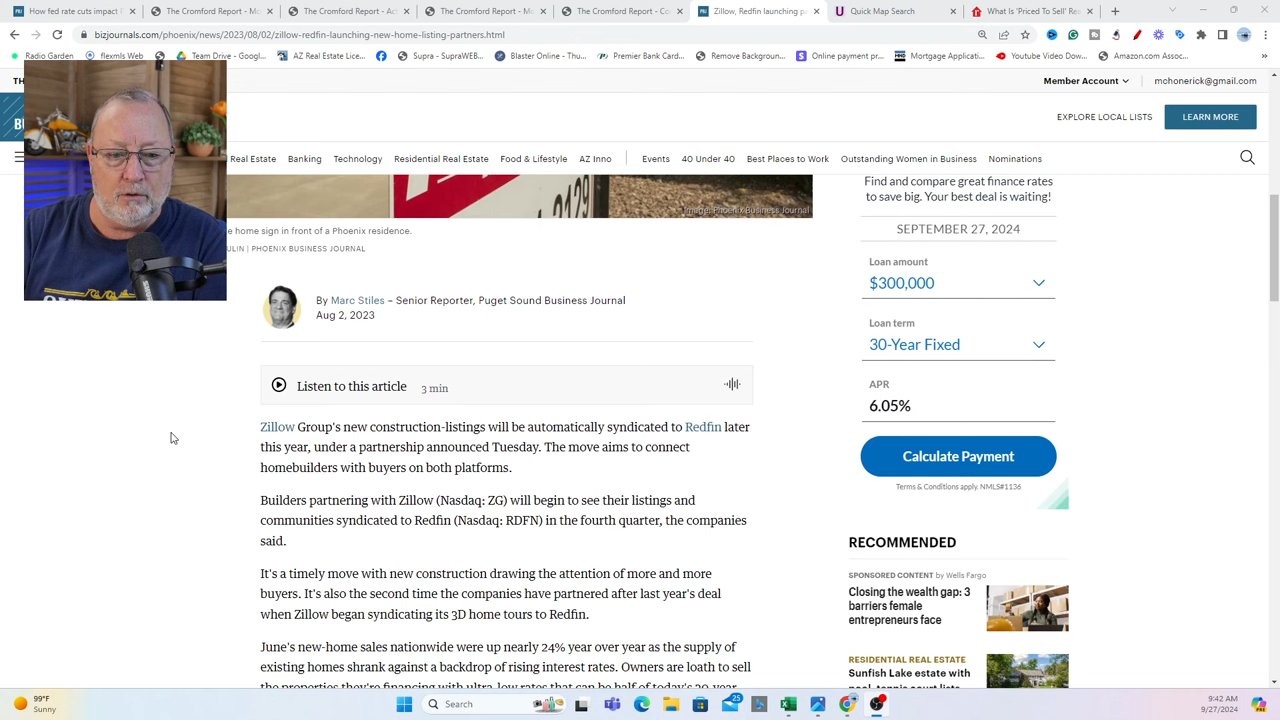 How fed rate cuts impact
The Cromford Report - Mo
The Cromford Report - Act
The Cromford Report - Mo
The Cromford Report - Co
Zillow, Redfin launching
Quick Map Search
What 'Priced To Sell' Re
bizjournals.com/phoenix/news/2023/08/02/zillow-redfin-launching-new-home-listing-partners.html
Radio Garden
flexmls Web
Team Drive - Googl...
AZ Real Estate Loo...
Supra - SupraWEB...
Blaster Online - Thu...
Premier Bank Card...
Remove Backgroun...
Online payment pr...
Mortgage Applicati...
Youtube Video Dow...
Amazon.com Asso...
TH
Member Account
mchonerick@gmail.com
BU
EXPLORE LOCAL LISTS
LEARN MORE
Real Estate
Banking
Technology
Residential Real Estate
Food & Lifestyle
AZ Inno
Events
40 Under 40
Best Places to Work
Outstanding Women in Business
Nominations
2129
Image: Phoenix Business Journal
e home sign in front of a Phoenix residence.
ULIN | PHOENIX BUSINESS JOURNAL
By Marc Stiles – Senior Reporter, Puget Sound Business Journal
Aug 2, 2023
Listen to this article 3 min
Zillow Group's new construction-listings will be automatically syndicated to Redfin later
this year, under a partnership announced Tuesday. The move aims to connect
homebuilders with buyers on both platforms.
Builders partnering with Zillow (Nasdaq: ZG) will begin to see their listings and
communities syndicated to Redfin (Nasdaq: RDFN) in the fourth quarter, the companies
said.
It's a timely move with new construction drawing the attention of more and more
buyers. It's also the second time the companies have partnered after last year's deal
when Zillow began syndicating its 3D home tours to Redfin.
June's new-home sales nationwide were up nearly 24% year over year as the supply of
existing homes shrank against a backdrop of rising interest rates. Owners are loath to sell
Find and compare great finance rates
to save big. Your best deal is waiting!
SEPTEMBER 27, 2024
Loan amount
$300,000
Loan term
30-Year Fixed
APR
6.05%
Calculate Payment
Terms & Conditions apply. NMLS#1136
RECOMMENDED
SPONSORED CONTENT by Wells Fargo
Closing the wealth gap: 3
barriers female
entrepreneurs face
RESIDENTIAL REAL ESTATE
Sunfish Lake estate with
99°F
Sunny
Search
25
9:42 AM
9/27/2024